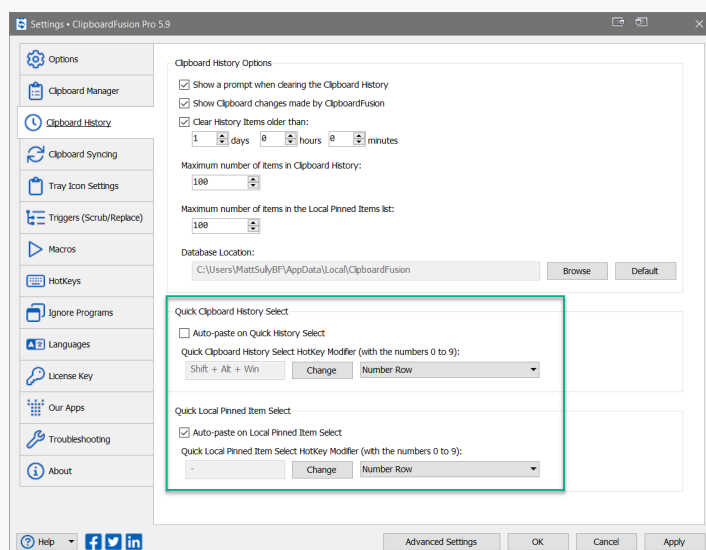 Settings • ClipboardFusion Pro 5.9
Options
Clipboard Manager
Clipboard History
Clipboard Syncing
Tray Icon Settings
Triggers (Scrub/Replace)
Macros
HotKeys
Ignore Programs
Languages
License Key
Our Apps
Troubleshooting
About
Clipboard History Options
Show a prompt when clearing the Clipboard History
Show Clipboard changes made by ClipboardFusion
Clear History Items older than:
1 days 0 hours 0 minutes
Maximum number of items in Clipboard History:
100
Maximum number of items in the Local Pinned Items list:
100
Database Location:
C:\Users\MattSullyBF\AppData\Local\ClipboardFusion Browse Default
Quick Clipboard History Select
Auto-paste on Quick History Select
Quick Clipboard History Select HotKey Modifier (with the numbers 0 to 9):
Shift + Alt + Win Change Number Row
Quick Local Pinned Item Select
Auto-paste on Local Pinned Item Select
Quick Local Pinned Item Select HotKey Modifier (with the numbers 0 to 9):
- Change Number Row
Help Advanced Settings OK Cancel Apply